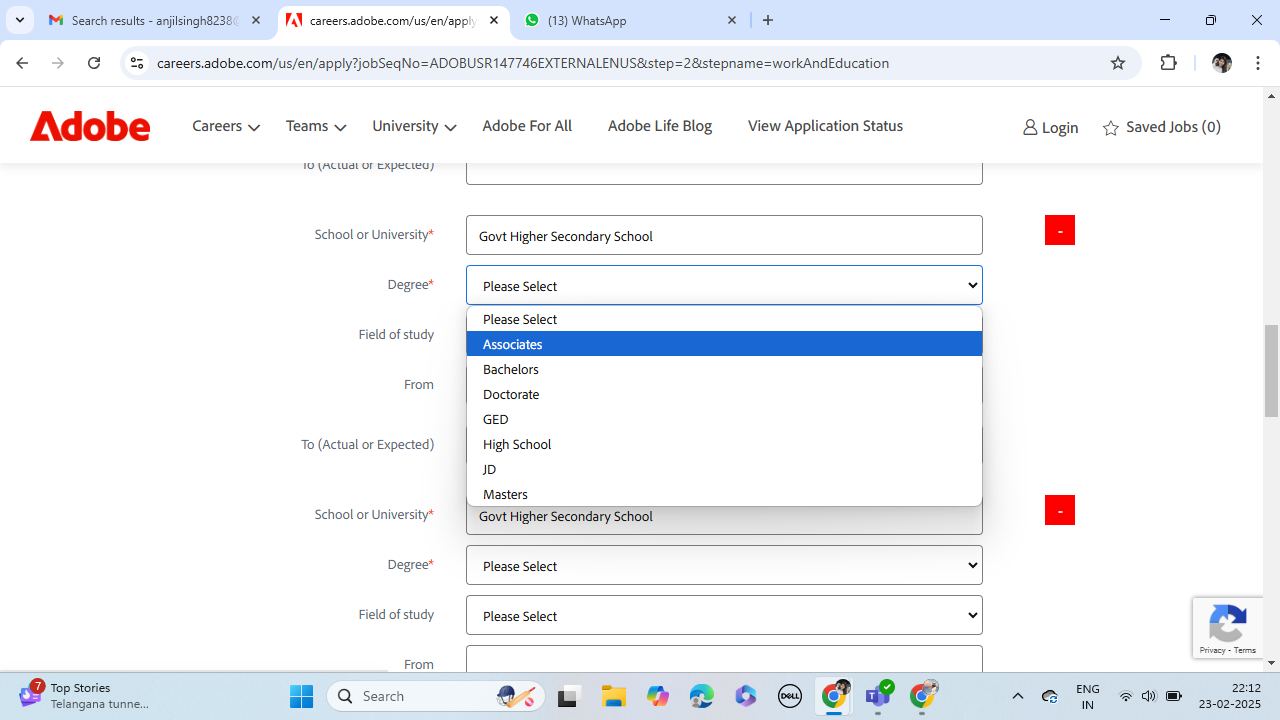 Search results - anjilsingh8238@
careers.adobe.com/us/en/apply
(13) WhatsApp
careers.adobe.com/us/en/apply?jobSeqNo=ADOBUSR147746EXTERNALENUS&step=2&stepname=workAndEducation
Adobe
Careers
Teams
University
Adobe For All
Adobe Life Blog
View Application Status
Login
Saved Jobs (0)
To (Actual or Expected)
School or University*
Govt Higher Secondary School
-
Degree*
Please Select
Please Select
Associates
Field of study
Bachelors
From
Doctorate
GED
To (Actual or Expected)
High School
JD
Masters
School or University*
Govt Higher Secondary School
-
Degree*
Please Select
Field of study
Please Select
From
Privacy - Terms
7
Top Stories
Telangana tunne...
Search
DELL
ENG
IN
22:12
23-02-2025